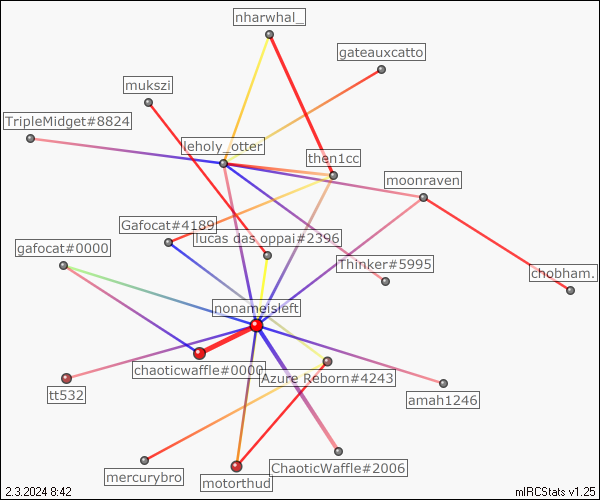 nharwhal_
gateauxcatto
mukszi
TripleMidget#8824
leholy_otter
then1cc
moonraven
Gafocat#4189
lucas das oppai#2396
gafocat#0000
Thinker#5995
chobham.
nonameisleft
chaoticwaffle#0000
Azure Reborn#4243
tt532
amah1246
ChaoticWaffle#2006
mercurybro
motorthud
2.3.2024 8:42
mIRCStats v1.25